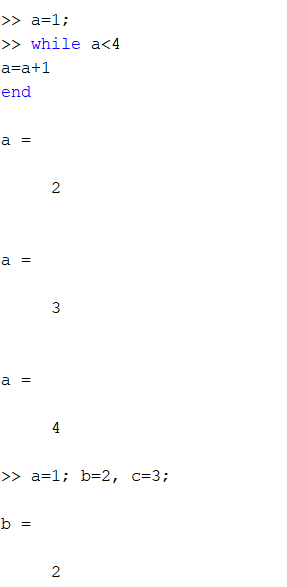 >> a=1;
>> while a<4
a=a+1
end
a =
2
a =
3
a =
4
>> a=1; b=2, c=3;
b =
2